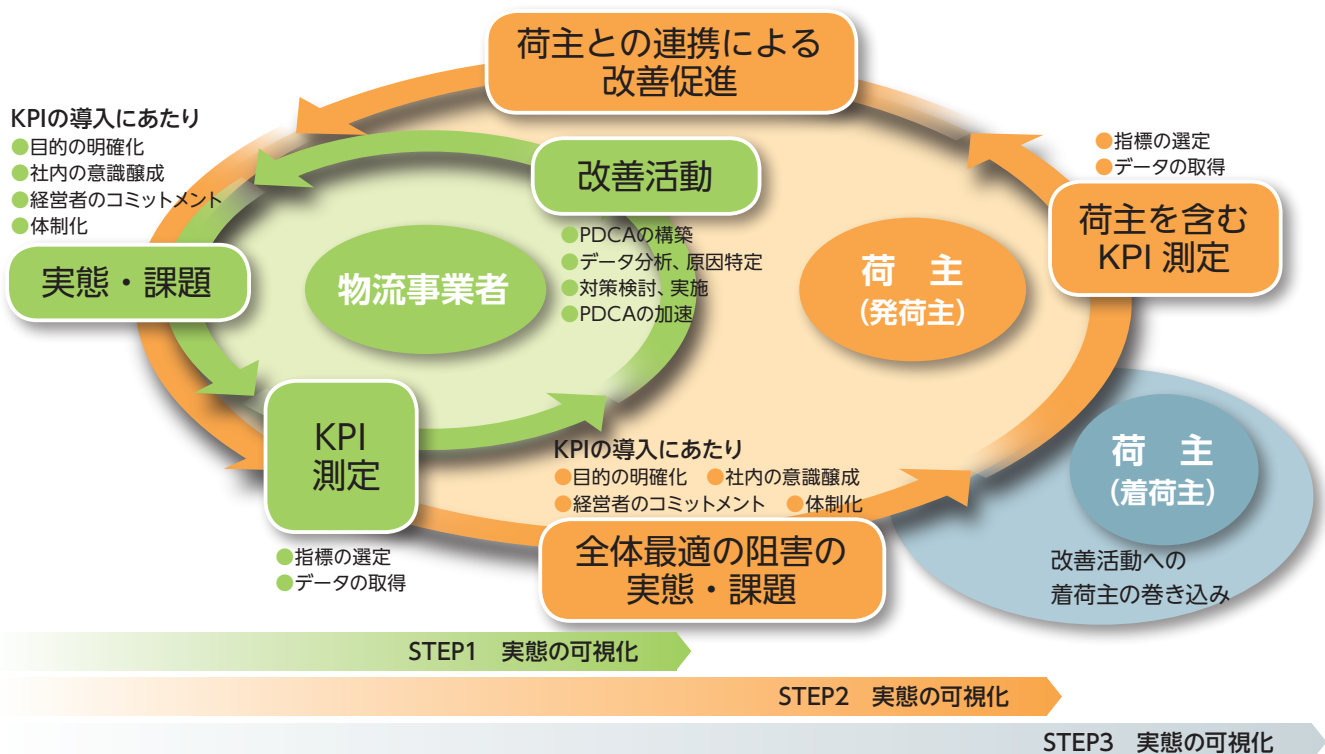 荷主との連携による
改善促進
KPIの導入にあたり
●目的の明確化
●社内の意識醸成
●経営者のコミットメント
●体制化
実態・課題
改善活動
●PDCAの構築
●データ分析、原因特定
●対策検討、実施
●PDCAの加速
物流事業者
荷　主
(発荷主)
●指標の選定
●データの取得
荷主を含む
KPI 測定
KPI
測定
●指標の選定
●データの取得
KPIの導入にあたり
●目的の明確化　●社内の意識醸成
●経営者のコミットメント　●体制化
全体最適の阻害の
実態・課題
荷　主
(着荷主)
改善活動への
着荷主の巻き込み
STEP1　実態の可視化
STEP2　実態の可視化
STEP3　実態の可視化